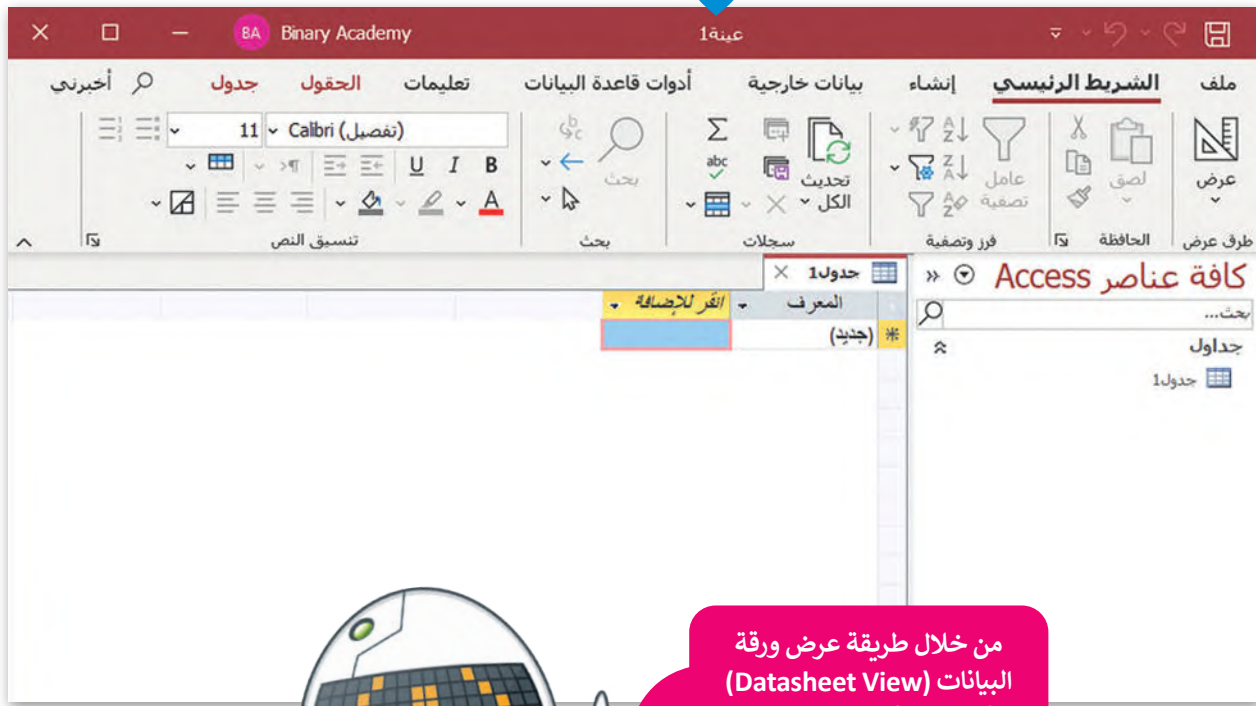 عينة1
Binary Academy
BA
ملف
الشريط الرئيسي
إنشاء
بيانات خارجية
أدوات قاعدة البيانات
تعليمات
الحقول
جدول
أخبرني
عرض
لصق
عامل تصفية
تحديث الكل
abc
بحث
Calibri (تفصيل)
11
B I U
A
طرق عرض
الحافظة
فرز وتصفية
سجلات
بحث
تنسيق النص
كافة عناصر Access
بحث...
جداول
جدول1
جدول1
المعرف
انقر للإضافة
(جديد)
من خلال طريقة عرض ورقة
البيانات (Datasheet View)